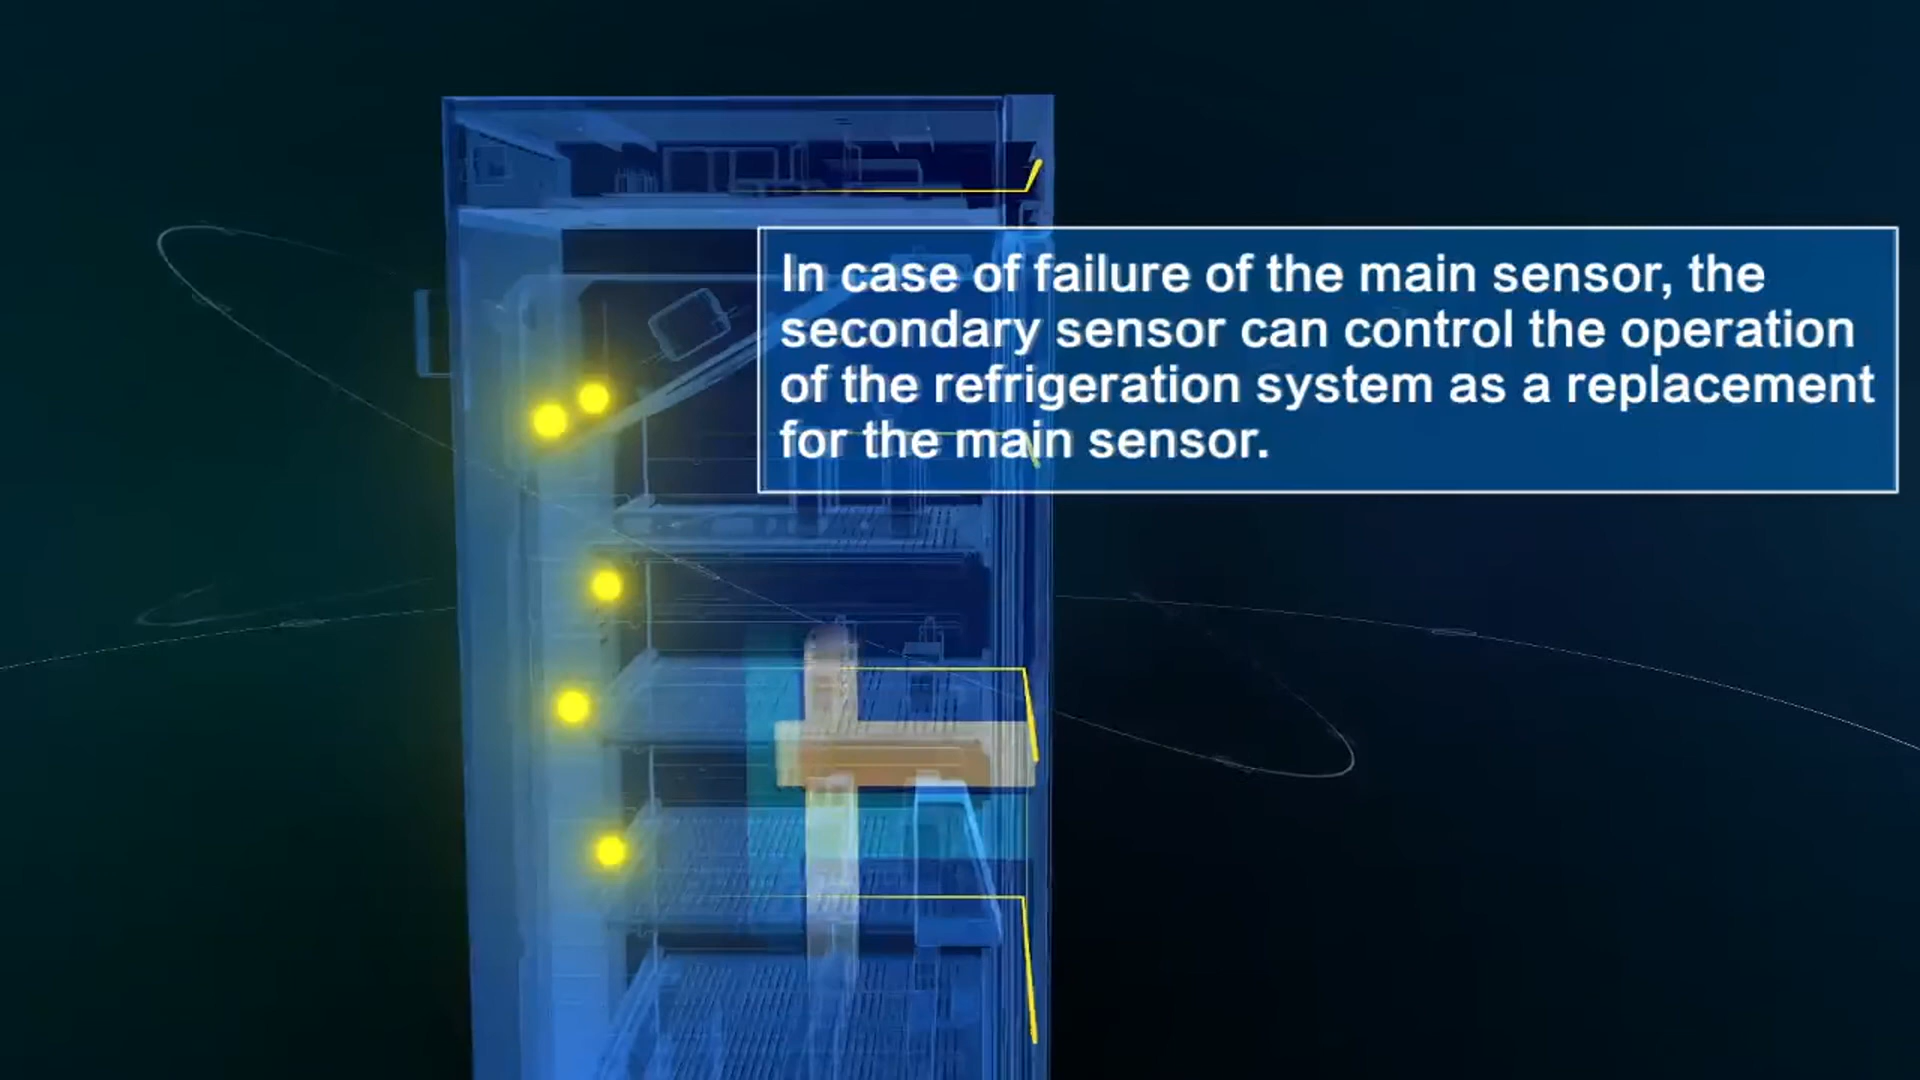 In case of failure of the main sensor, the
secondary sensor can control the operation
of the refrigeration system as a replacement
for the main sensor.